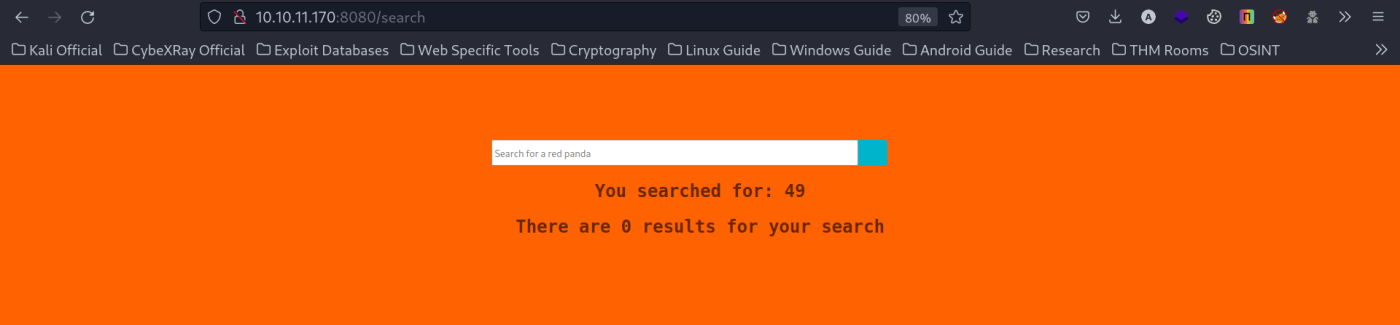 10.10.11.170:8080/search
80%
Kali Official CybeXRay Official Exploit Databases Web Specific Tools Cryptography Linux Guide Windows Guide Android Guide Research THM Rooms OSINT
Search for a red panda
You searched for: 49
There are 0 results for your search